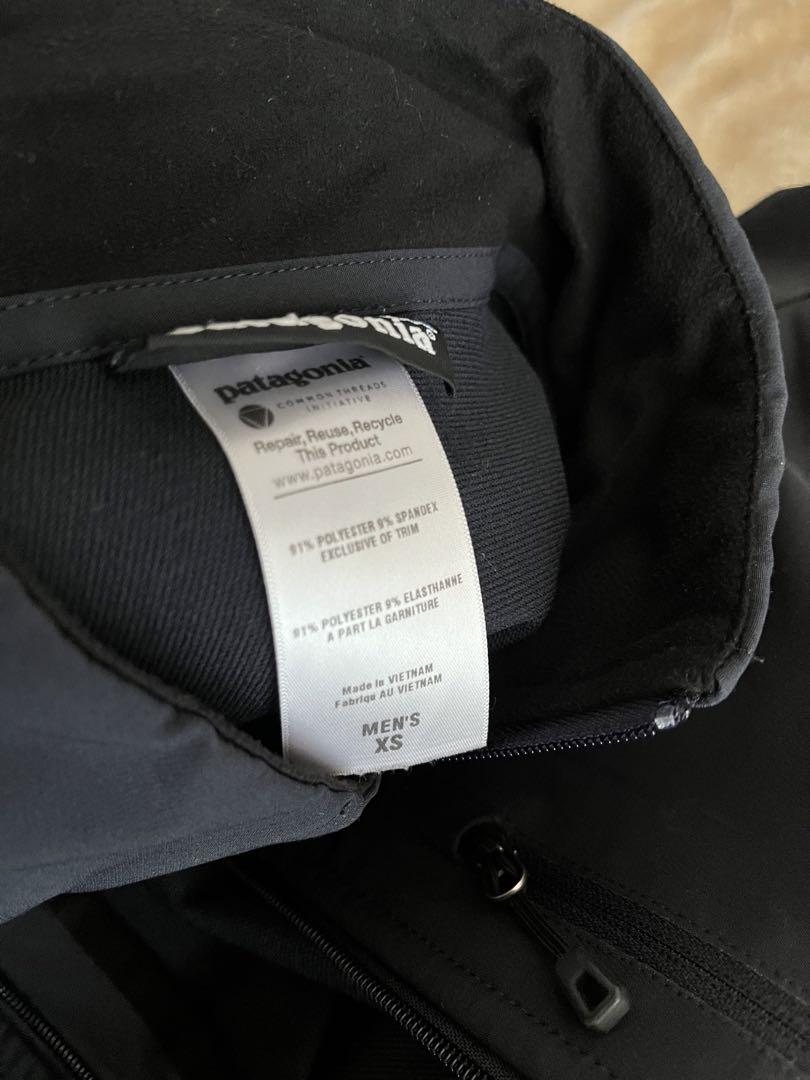 patagonia®
patagonia
COMMON THREADS
INITIATIVE
Repair, Reuse, Recycle
This Product
www.patagonia.com
91% POLYESTER 9% SPANDEX
EXCLUSIVE OF TRIM
91% POLYESTER 9% ELASTHANNE
A PART LA GARNITURE
Made in VIETNAM
Fabriqu AU VIETNAM
MEN'S
XS